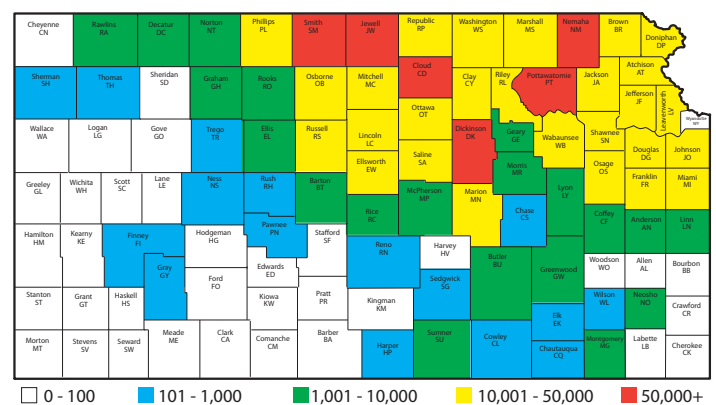 Cheyenne
CN
Rawlins
RA
Decatur
DC
Norton
NT
Phillips
PL
Smith
SM
Jewell
JW
Republic
RP
Washington
WS
Marshall
MS
Nemaha
NM
Brown
BR
Doniphan
DP
Sherman
SH
Thomas
TH
Sheridan
SD
Graham
GH
Rooks
RO
Osborne
OB
Mitchell
MC
Cloud
CD
Clay
CY
Riley
RL
Pottawatomie
PT
Jackson
JA
Atchison
AT
Jefferson
JF
Leavenworth
LV
Wyandotte
WY
Wallace
WA
Logan
LG
Gove
GO
Trego
TR
Ellis
EL
Russell
RS
Lincoln
LC
Ottawa
OT
Saline
SA
Dickinson
DK
Geary
GE
Wabaunsee
WB
Shawnee
SN
Douglas
DG
Johnson
JO
Ellsworth
EW
Morris
MR
Osage
OS
Franklin
FR
Miami
MI
Greeley
GL
Wichita
WH
Scott
SC
Lane
LE
Ness
NS
Rush
RH
Barton
BT
Rice
RC
McPherson
MP
Marion
MN
Chase
CS
Lyon
LY
Coffey
CF
Anderson
AN
Linn
LN
Hamilton
HM
Kearny
KE
Finney
FI
Hodgeman
HG
Pawnee
PN
Stafford
SF
Reno
RN
Harvey
HV
Butler
BU
Greenwood
GW
Woodson
WO
Allen
AL
Bourbon
BB
Gray
GY
Ford
FO
Edwards
ED
Sedgwick
SG
Stanton
ST
Grant
GT
Haskell
HS
Kiowa
KW
Pratt
PR
Kingman
KM
Elk
EK
Wilson
WL
Neosho
NO
Crawford
CR
Morton
MT
Stevens
SV
Seward
SW
Meade
ME
Clark
CA
Comanche
CM
Barber
BA
Harper
HP
Sumner
SU
Cowley
CL
Chautauqua
CQ
Montgomery
MG
Labette
LB
Cherokee
CK
0 - 100
101 - 1,000
1,001 - 10,000
10,001 - 50,000
50,000+